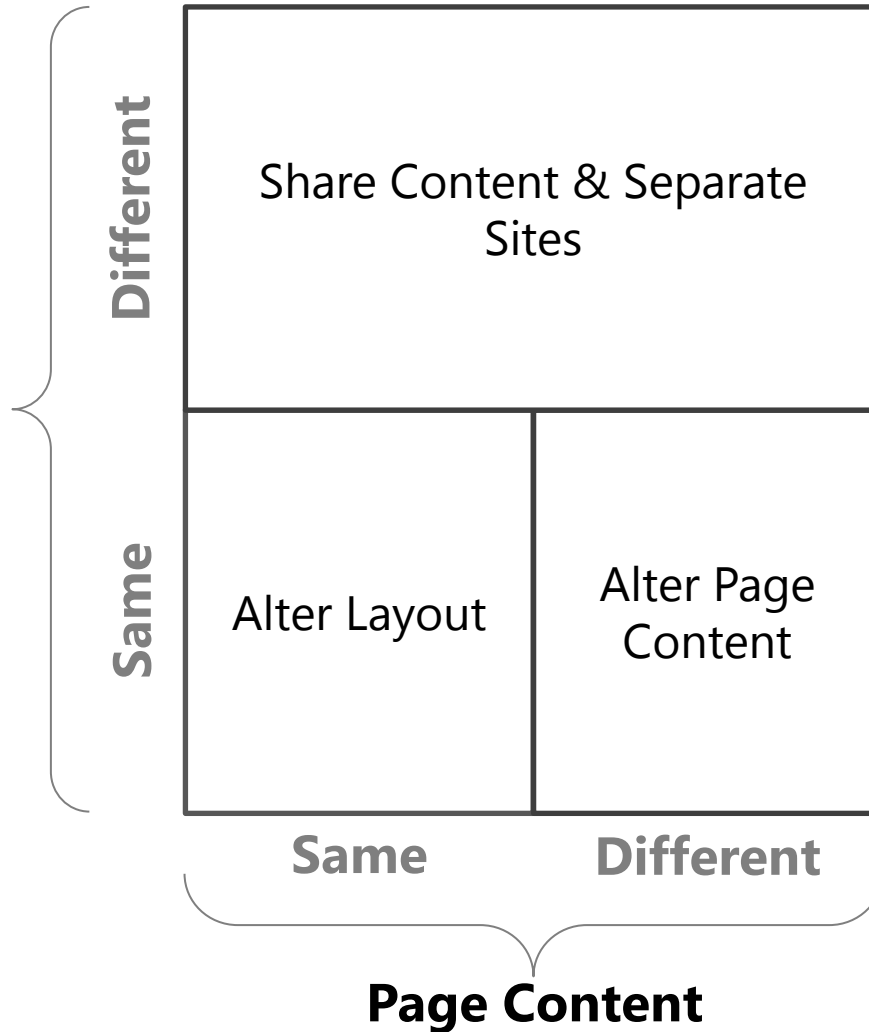 Different
Share Content & Separate
Sites
Same
Alter Layout
Alter Page
Content
Same
Different
Page Content